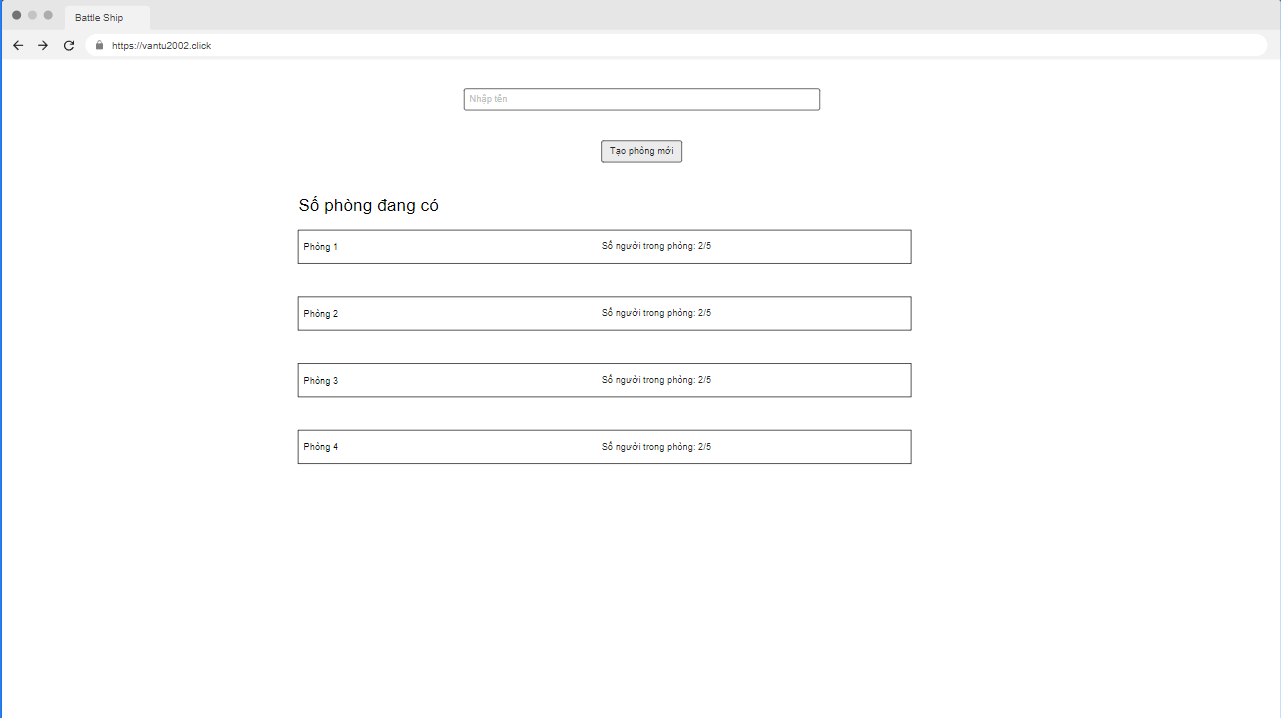 Battle Ship
https://vantu2002.click
Nhập tên
Tạo phòng mới
Số phòng đang có
Phòng 1 Số người trong phòng: 2/5
Phòng 2 Số người trong phòng: 2/5
Phòng 3 Số người trong phòng: 2/5
Phòng 4 Số người trong phòng: 2/5